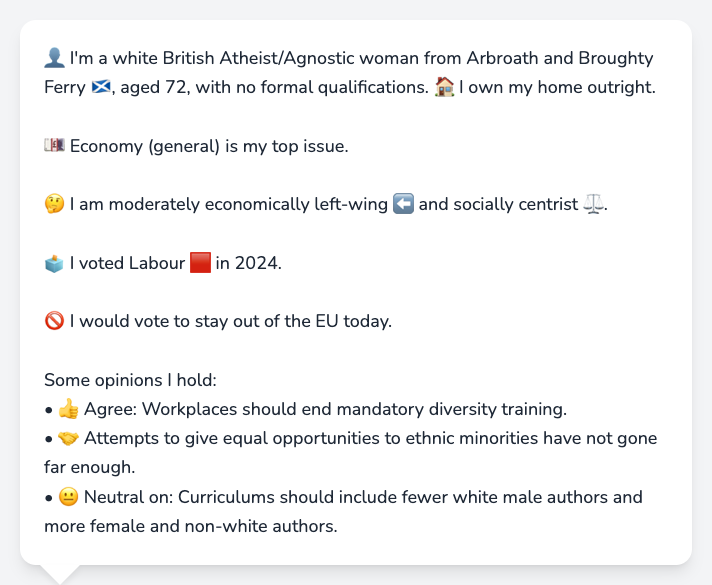 👤 I'm a white British Atheist/Agnostic woman from Arbroath and Broughty
Ferry 🏴󠁧󠁢󠁳󠁣󠁴󠁿, aged 72, with no formal qualifications. 🏠 I own my home outright.
💷 Economy (general) is my top issue.
🤔 I am moderately economically left-wing ⬅️ and socially centrist ⚖️.
🗳️ I voted Labour 🟥 in 2024.
🚫 I would vote to stay out of the EU today.
Some opinions I hold:
• 👍 Agree: Workplaces should end mandatory diversity training.
• 🤝 Attempts to give equal opportunities to ethnic minorities have not gone
far enough.
• 😐 Neutral on: Curriculums should include fewer white male authors and
more female and non-white authors.